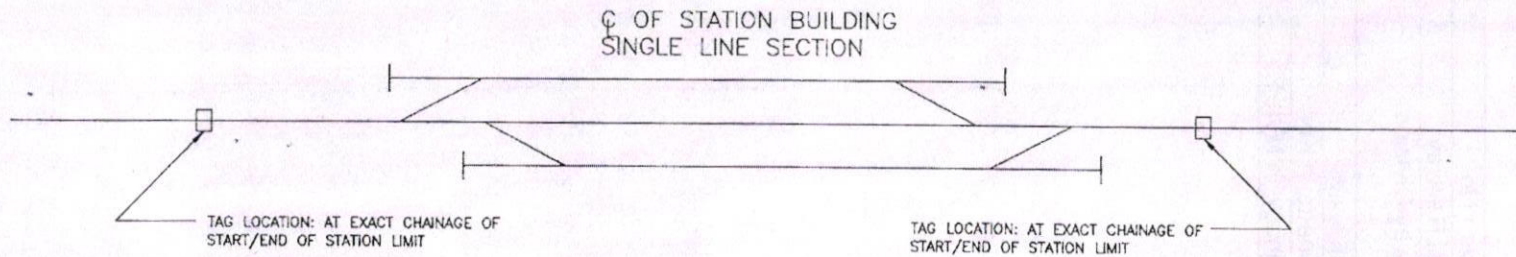 ℄ OF STATION BUILDING
SINGLE LINE SECTION
TAG LOCATION: AT EXACT CHAINAGE OF
START/END OF STATION LIMIT
TAG LOCATION: AT EXACT CHAINAGE OF
START/END OF STATION LIMIT